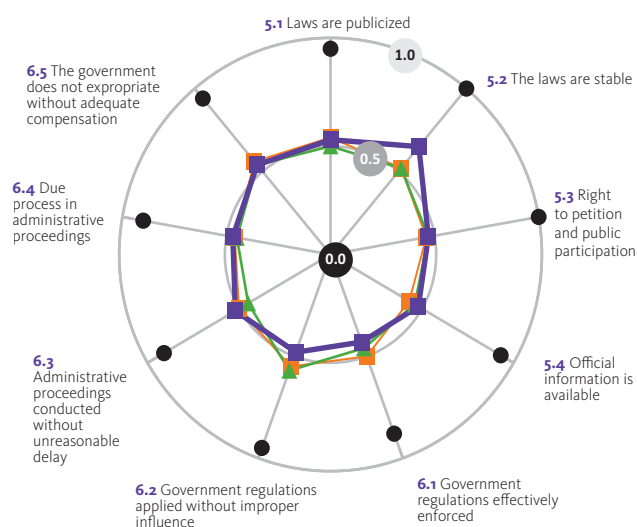 5.1 Laws are publicized
1.0
5.2 The laws are stable
6.5 The government
does not expropriate
without adequate
compensation
0.5
5.3 Right
to petition
and public
participation
6.4 Due
process in
administrative
proceedings
0.0
5.4 Official
information is
available
6.3
Administrative
proceedings
conducted
without
unreasonable
delay
6.2 Government regulations
applied without improper
influence
6.1 Government
regulations effectively
enforced